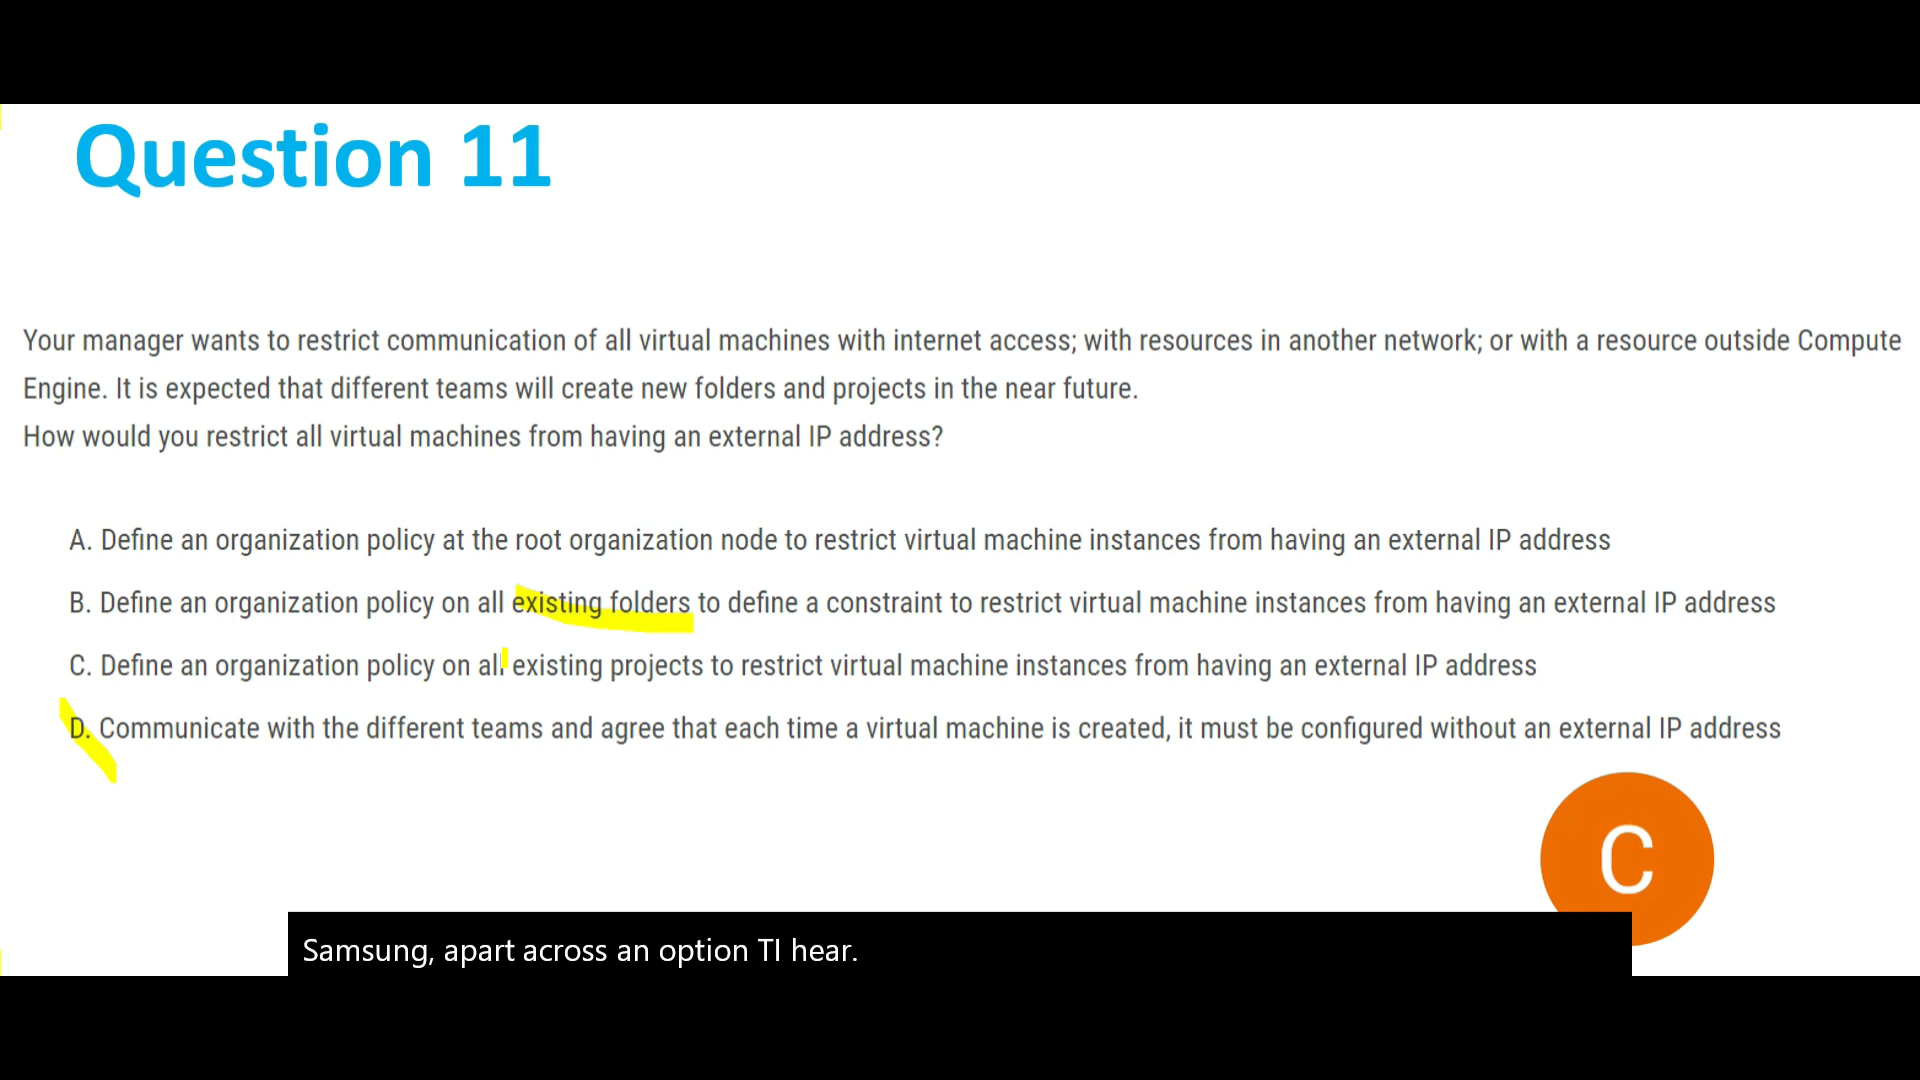 Question 11
Your manager wants to restrict communication of all virtual machines with internet access; with resources in another network; or with a resource outside Compute
Engine. It is expected that different teams will create new folders and projects in the near future.
How would you restrict all virtual machines from having an external IP address?
A. Define an organization policy at the root organization node to restrict virtual machine instances from having an external IP address
B. Define an organization policy on all existing folders to define a constraint to restrict virtual machine instances from having an external IP address
C. Define an organization policy on all existing projects to restrict virtual machine instances from having an external IP address
D. Communicate with the different teams and agree that each time a virtual machine is created, it must be configured without an external IP address
C
Samsung, apart across an option TI hear.